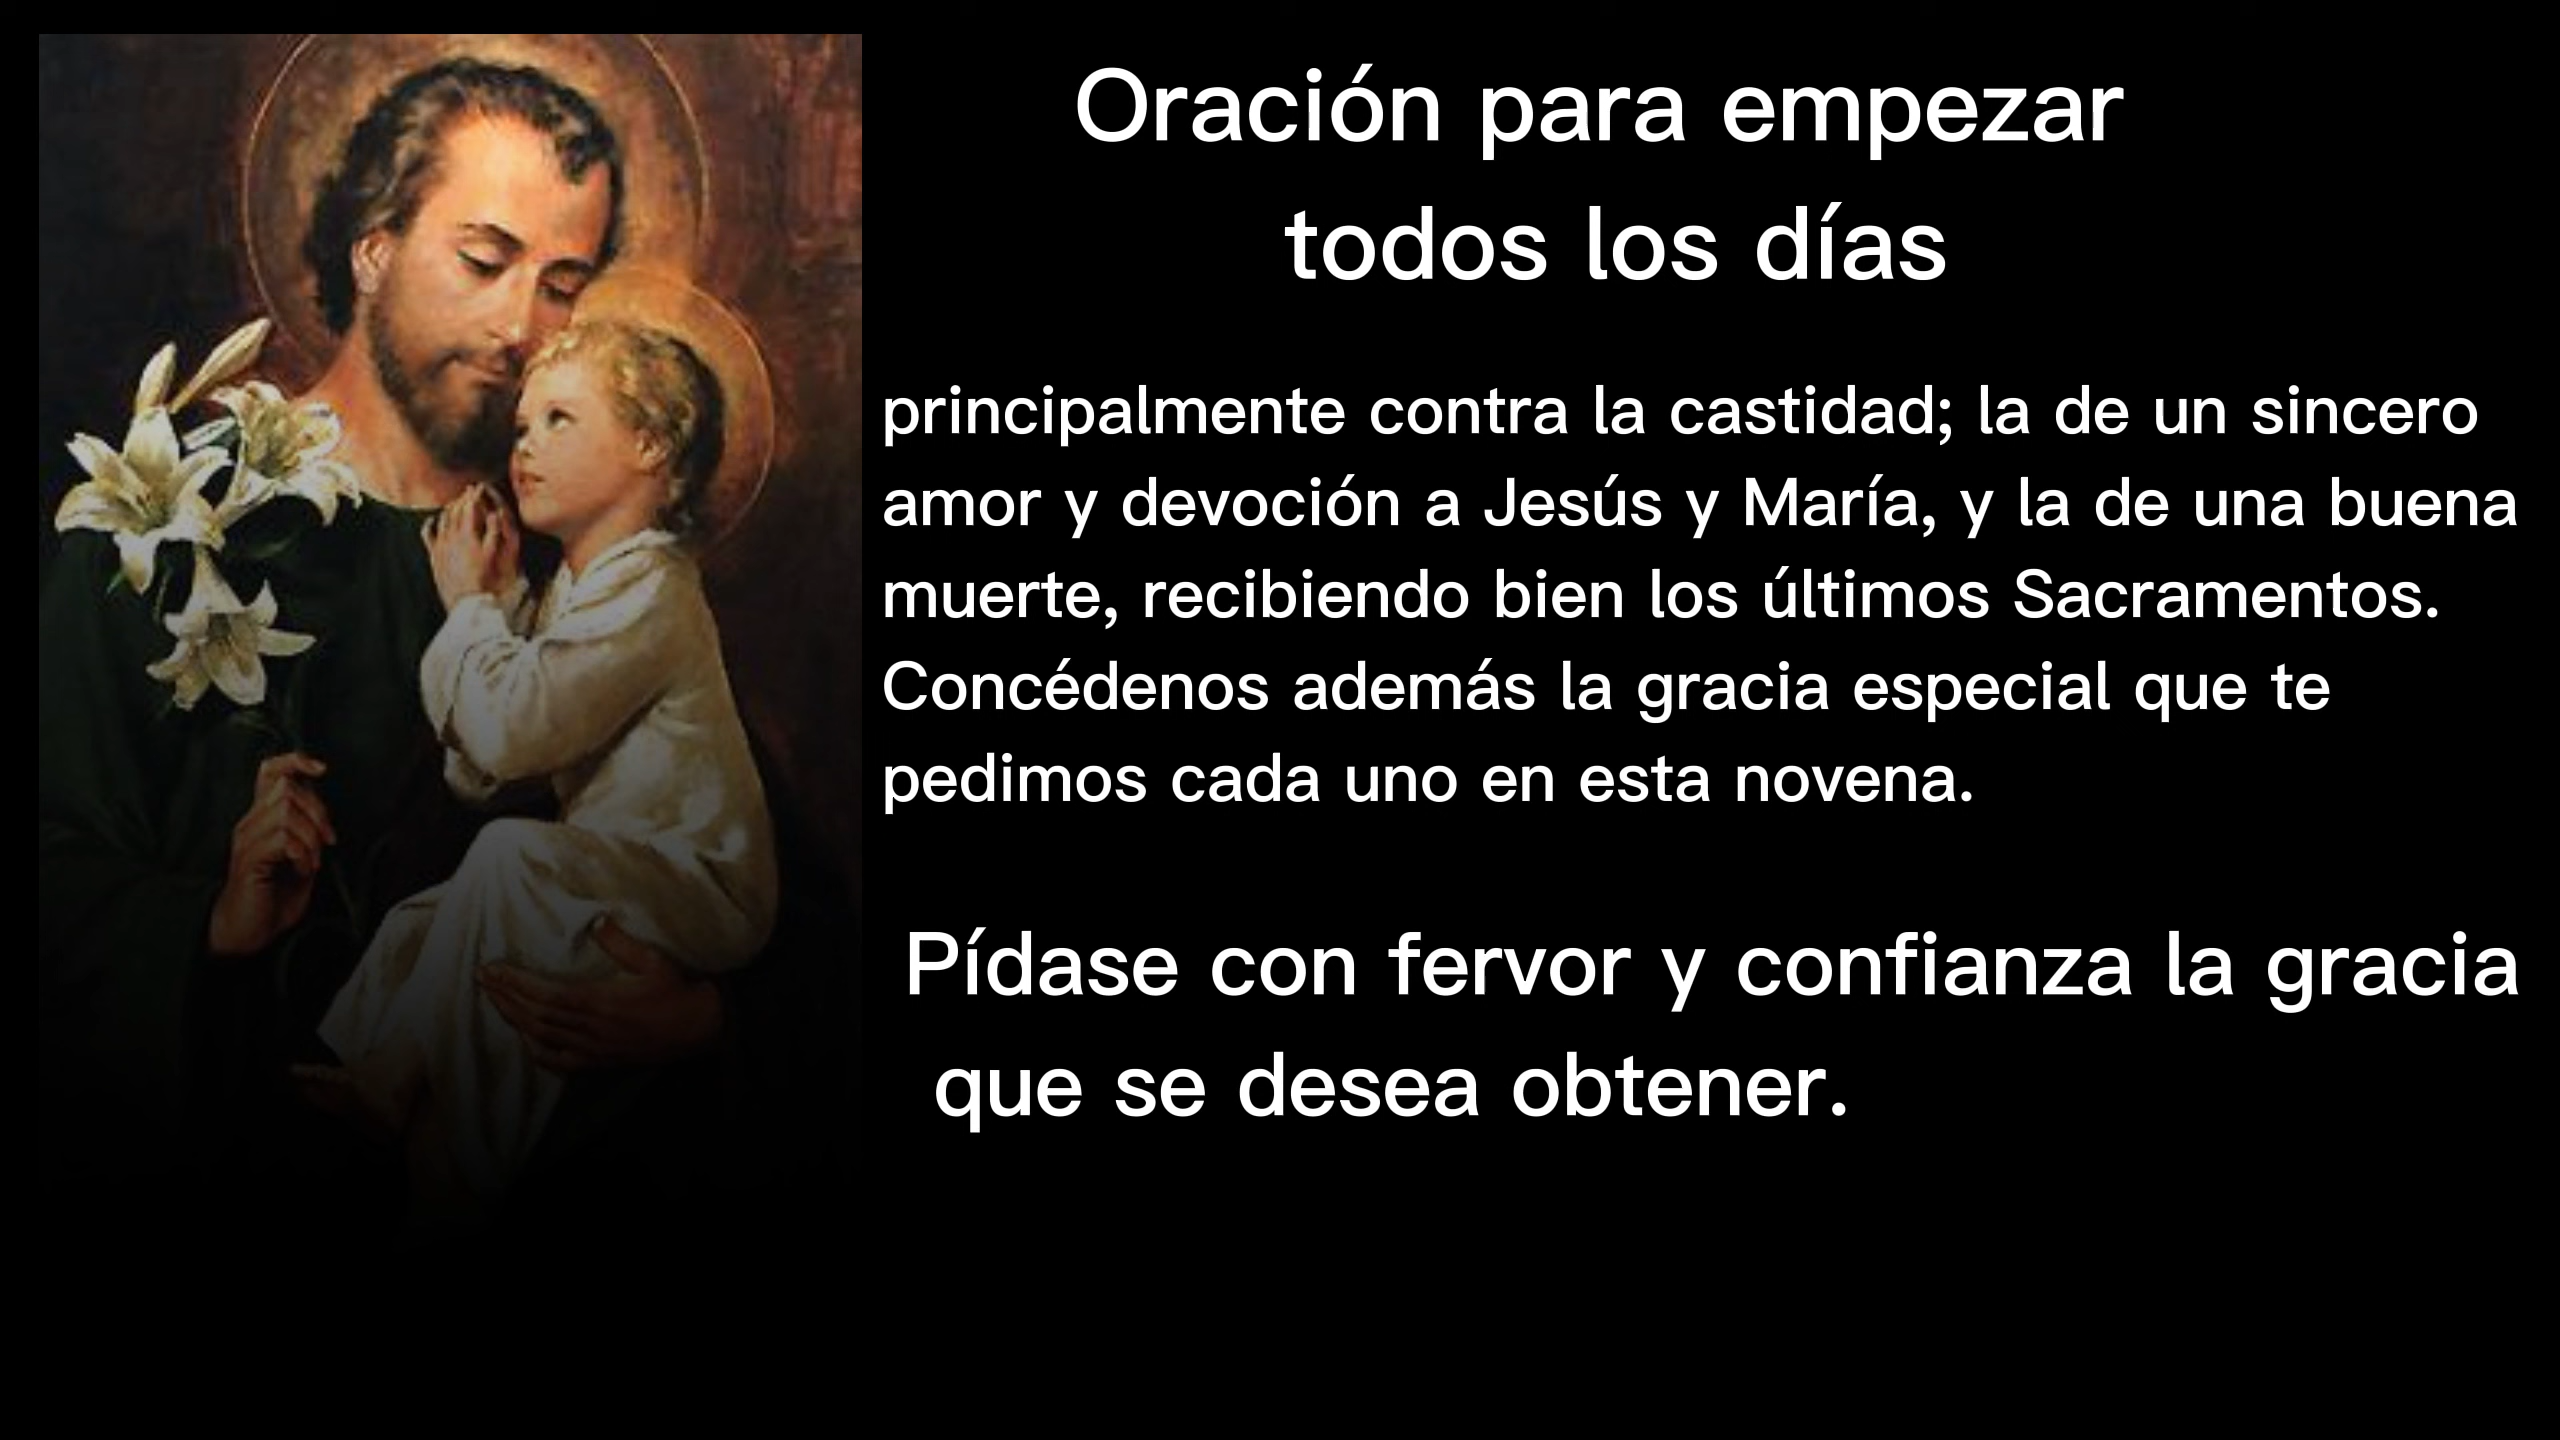 Oración para empezar
todos los días
principalmente contra la castidad; la de un sincero
amor y devoción a Jesús y María, y la de una buena
muerte, recibiendo bien los últimos Sacramentos.
Concédenos además la gracia especial que te
pedimos cada uno en esta novena.
Pídase con fervor y confianza la gracia
que se desea obtener.